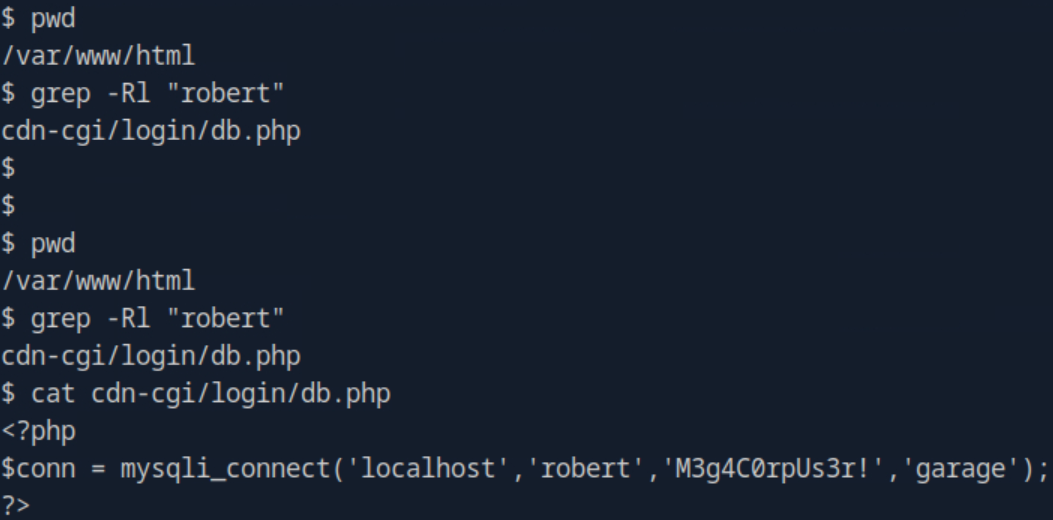 $ pwd
/var/www/html
$ grep -Rl "robert"
cdn-cgi/login/db.php
$
$
$ pwd
/var/www/html
$ grep -Rl "robert"
cdn-cgi/login/db.php
$ cat cdn-cgi/login/db.php
<?php
$conn = mysqli_connect('localhost','robert','M3g4C0rpUs3r!','garage');
?>